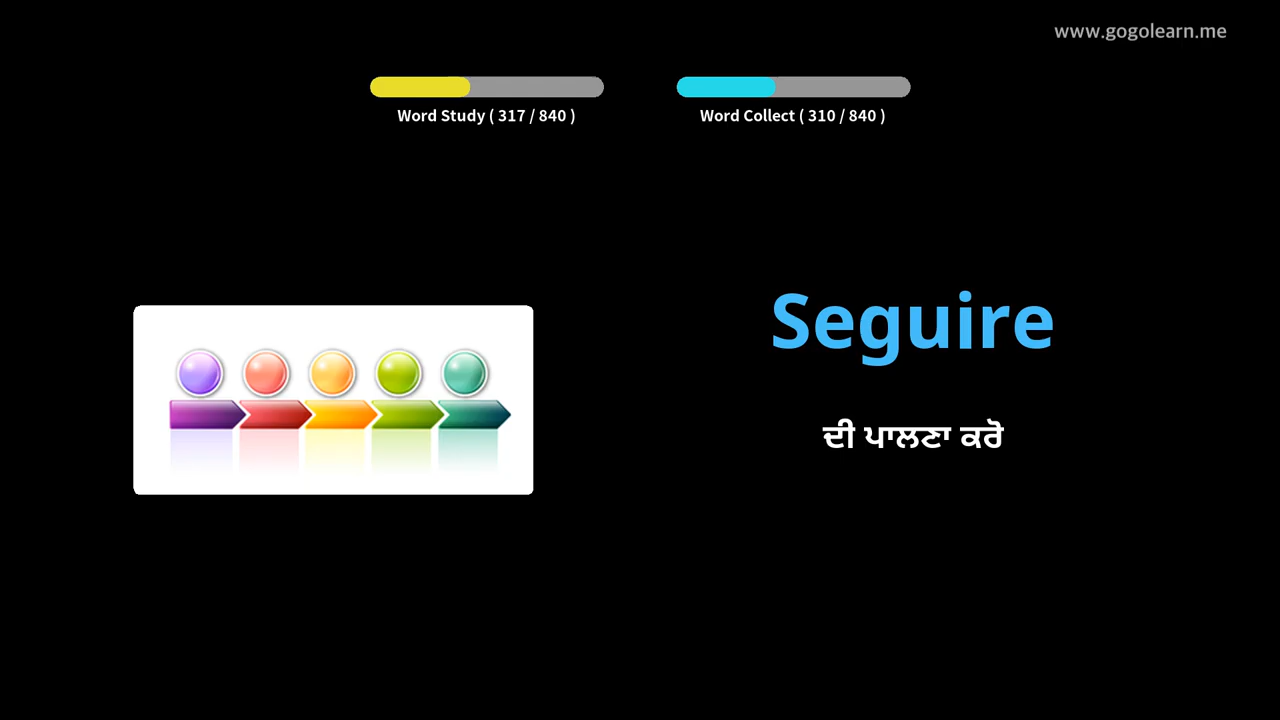 www.gogolearn.me
Word Study ( 317 / 840 )
Word Collect ( 310 / 840 )
Seguire
ਦੀ ਪਾਲਣਾ ਕਰੋ